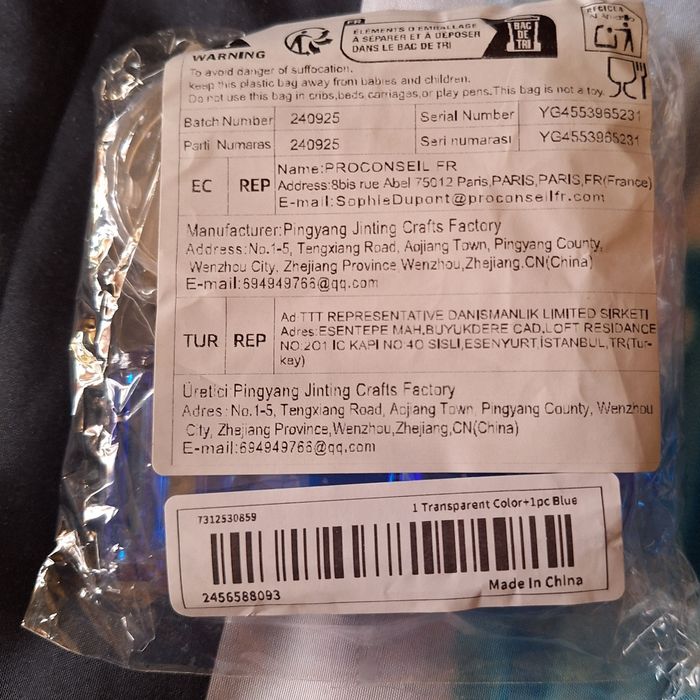 WARNING
FR
ÉLÉMENTS D'EMBALLAGE
À SÉPARER ET À DÉPOSER
DANS LE BAC DE TRI
BAC
DE
TRI
RECICLA
To avoid danger of suffocation.
keep this plastic bag away from babies and children.
Do not use this bag in cribs,beds carriages,or play pens.This bag is not a toy.
Batch Number 240925 Serial Number YG4553965231
Parti Numaras 240925 Seri numarasi YG4553965231
EC REP
Name:PROCONSEIL FR
Address:8bis rue Abel 75012 Paris,PARIS,PARIS,FR(France)
E-mail:SophieDupont@proconseilfr.com
Manufacturer:Pingyang Jinting Crafts Factory
Address:No.1-5, Tengxiang Road, Aojiang Town, Pingyang County,
Wenzhou City, Zhejiang Province,Wenzhou,Zhejiang.CN(China)
E-mail:694949766@qq.com
TUR REP
Ad TTT REPRESENTATIVE DANISMANLIK LIMITED SIRKETI
Adres:ESENTEPE MAH.BUYUKDERE CAD.LOFT RESIDANCE
NO.201 IC KAPI NO:40 SISLI,ESENYURT.İSTANBUL,TR(Tur-
key)
Üretici Pingyang Jinting Crafts Factory
Adres:No.1-5, Tengxiang Road, Aojiang Town, Pingyang County, Wenzhou
City, Zhejiang Province,Wenzhou,Zhejiang,CN(China)
E-mail:694949766@qq.com
7312530859 1 Transparent Color+1pc Blue
2456588093 Made In China